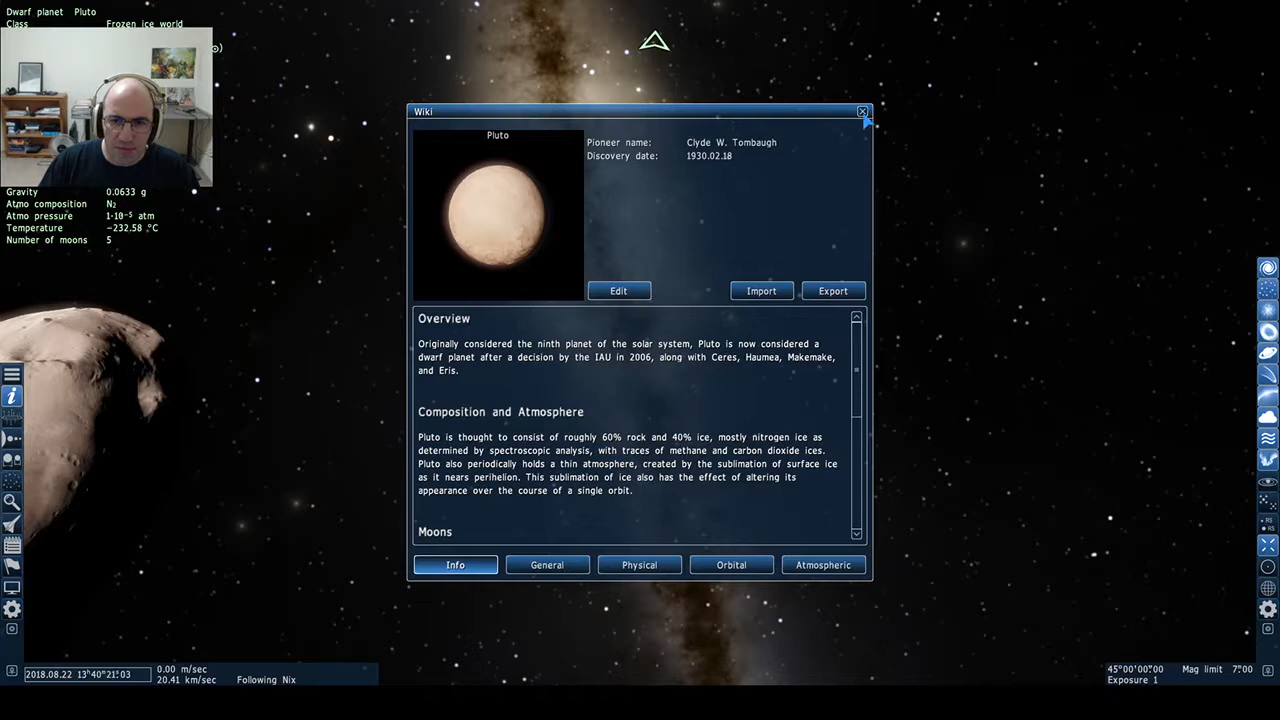 Dwarf planet Pluto
Class Frozen ice world
Gravity 0.0633 g
Atmo composition N₂
Atmo pressure 1·10⁻⁵ atm
Temperature −232.58 °C
Number of moons 5
Wiki
Pluto
Pioneer name: Clyde W. Tombaugh
Discovery date: 1930.02.18
Edit
Import
Export
Overview
Originally considered the ninth planet of the solar system, Pluto is now considered a
dwarf planet after a decision by the IAU in 2006, along with Ceres, Haumea, Makemake,
and Eris.
Composition and Atmosphere
Pluto is thought to consist of roughly 60% rock and 40% ice, mostly nitrogen ice as
determined by spectroscopic analysis, with traces of methane and carbon dioxide ices.
Pluto also periodically holds a thin atmosphere, created by the sublimation of surface ice
as it nears perihelion. This sublimation of ice also has the effect of altering its
appearance over the course of a single orbit.
Moons
Info
General
Physical
Orbital
Atmospheric
2018.08.22 13ʰ40ᵐ21ˢ03
0.00 m/sec
20.41 km/sec
Following Nix
45°00'00"00
Mag limit 7ᵐ00
Exposure 1